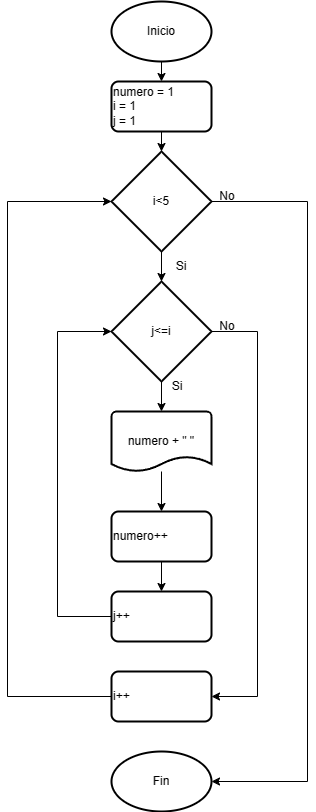 Inicio
numero = 1
i = 1
j = 1
i<5
No
Si
j<=i
No
Si
numero + " "
numero++
j++
i++
Fin